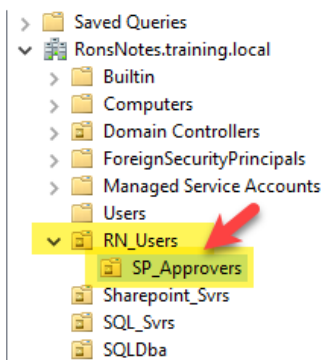 Saved Queries
RonsNotes.training.local
Builtin
Computers
Domain Controllers
ForeignSecurityPrincipals
Managed Service Accounts
Users
RN_Users
SP_Approvers
Sharepoint_Svrs
SQL_Svrs
SQLDba